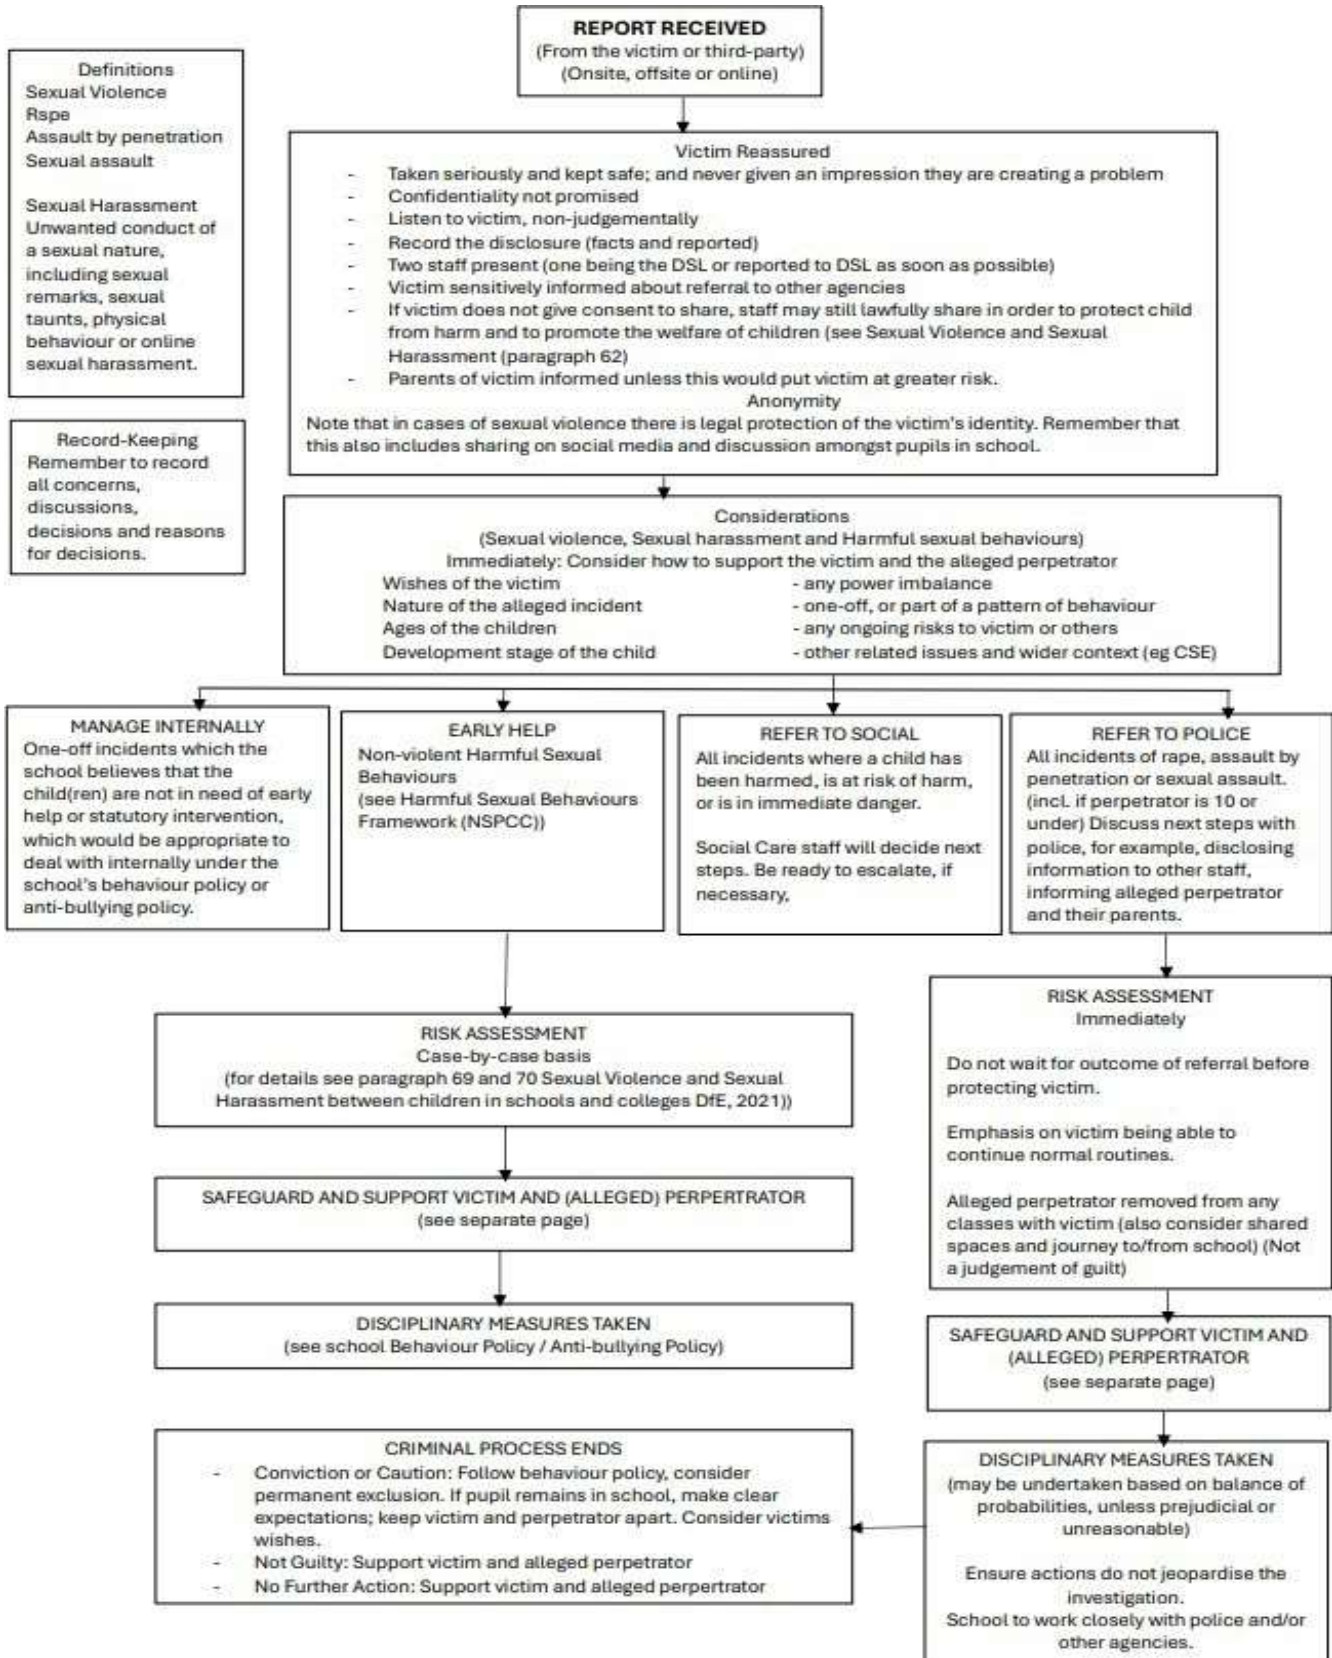 REPORT RECEIVED
(From the victim or third-party)
(Onsite, offsite or online)
Definitions
Sexual Violence
Rspe
Assault by penetration
Sexual assault
Sexual Harassment
Unwanted conduct of
a sexual nature,
including sexual
remarks, sexual
taunts, physical
behaviour or online
sexual harassment.
Record-Keeping
Remember to record
all concerns,
discussions,
decisions and reasons
for decisions.
Victim Reassured
- Taken seriously and kept safe; and never given an impression they are creating a problem
- Confidentiality not promised
- Listen to victim, non-judgementally
- Record the disclosure (facts and reported)
- Two staff present (one being the DSL or reported to DSL as soon as possible)
- Victim sensitively informed about referral to other agencies
- If victim does not give consent to share, staff may still lawfully share in order to protect child
from harm and to promote the welfare of children (see Sexual Violence and Sexual
Harassment (paragraph 62)
- Parents of victim informed unless this would put victim at greater risk.
Anonymity
Note that in cases of sexual violence there is legal protection of the victim's identity. Remember that
this also includes sharing on social media and discussion amongst pupils in school.
Considerations
(Sexual violence, Sexual harassment and Harmful sexual behaviours)
Immediately: Consider how to support the victim and the alleged perpetrator
Wishes of the victim - any power imbalance
Nature of the alleged incident - one-off, or part of a pattern of behaviour
Ages of the children - any ongoing risks to victim or others
Development stage of the child - other related issues and wider context (eg CSE)
MANAGE INTERNALLY
One-off incidents which the
school believes that the
child(ren) are not in need of early
help or statutory intervention,
which would be appropriate to
deal with internally under the
school's behaviour policy or
anti-bullying policy.
EARLY HELP
Non-violent Harmful Sexual
Behaviours
(see Harmful Sexual Behaviours
Framework (NSPCC))
REFER TO SOCIAL
All incidents where a child has
been harmed, is at risk of harm,
or is in immediate danger.
Social Care staff will decide next
steps. Be ready to escalate, if
necessary,
REFER TO POLICE
All incidents of rape, assault by
penetration or sexual assault.
(incl. if perpetrator is 10 or
under) Discuss next steps with
police, for example, disclosing
information to other staff,
informing alleged perpetrator
and their parents.
RISK ASSESSMENT
Case-by-case basis
(for details see paragraph 69 and 70 Sexual Violence and Sexual
Harassment between children in schools and colleges DfE, 2021))
SAFEGUARD AND SUPPORT VICTIM AND (ALLEGED) PERPERTRATOR
(see separate page)
DISCIPLINARY MEASURES TAKEN
(see school Behaviour Policy / Anti-bullying Policy)
RISK ASSESSMENT
Immediately
Do not wait for outcome of referral before
protecting victim.
Emphasis on victim being able to
continue normal routines.
Alleged perpetrator removed from any
classes with victim (also consider shared
spaces and journey to/from school) (Not
a judgement of guilt)
SAFEGUARD AND SUPPORT VICTIM AND
(ALLEGED) PERPERTRATOR
(see separate page)
DISCIPLINARY MEASURES TAKEN
(may be undertaken based on balance of
probabilities, unless prejudicial or
unreasonable)
Ensure actions do not jeopardise the
investigation.
School to work closely with police and/or
other agencies.
CRIMINAL PROCESS ENDS
- Conviction or Caution: Follow behaviour policy, consider
permanent exclusion. If pupil remains in school, make clear
expectations; keep victim and perpetrator apart. Consider victims
wishes.
- Not Guilty: Support victim and alleged perpetrator
- No Further Action: Support victim and alleged perpertrator